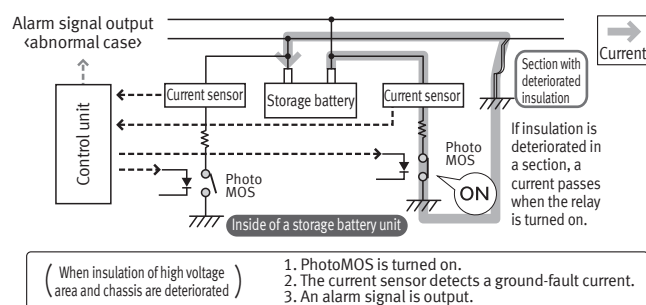 Alarm signal output
<abnormal case>
Current
Section with
deteriorated
insulation
Current sensor
Storage battery
Current sensor
Control unit
Photo
MOS
Photo
MOS
ON
If insulation is
deteriorated in
a section, a
current passes
when the relay
is turned on.
Inside of a storage battery unit
(When insulation of high voltage
area and chassis are deteriorated)
1. PhotoMOS is turned on.
2. The current sensor detects a ground-fault current.
3. An alarm signal is output.